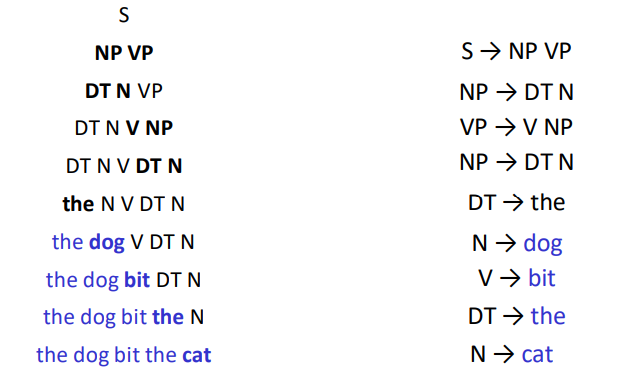 S
NP VP S → NP VP
DT N VP NP → DT N
DT N V NP VP → V NP
DT N V DT N NP → DT N
the N V DT N DT → the
the dog V DT N N → dog
the dog bit DT N V → bit
the dog bit the N DT → the
the dog bit the cat N → cat